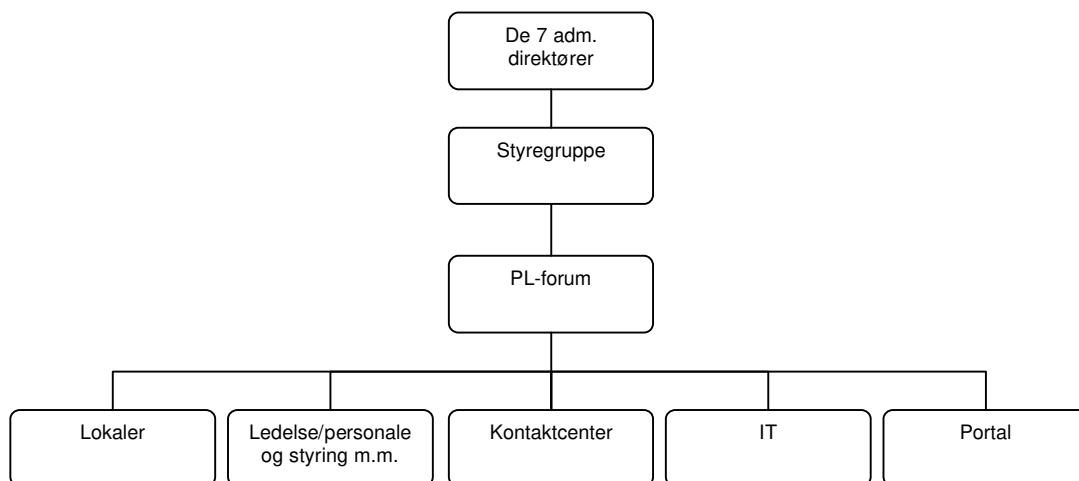 De 7 adm.
direktører
Styregruppe
PL-forum
Lokaler
Ledelse/personale
og styring m.m.
Kontaktcenter
IT
Portal